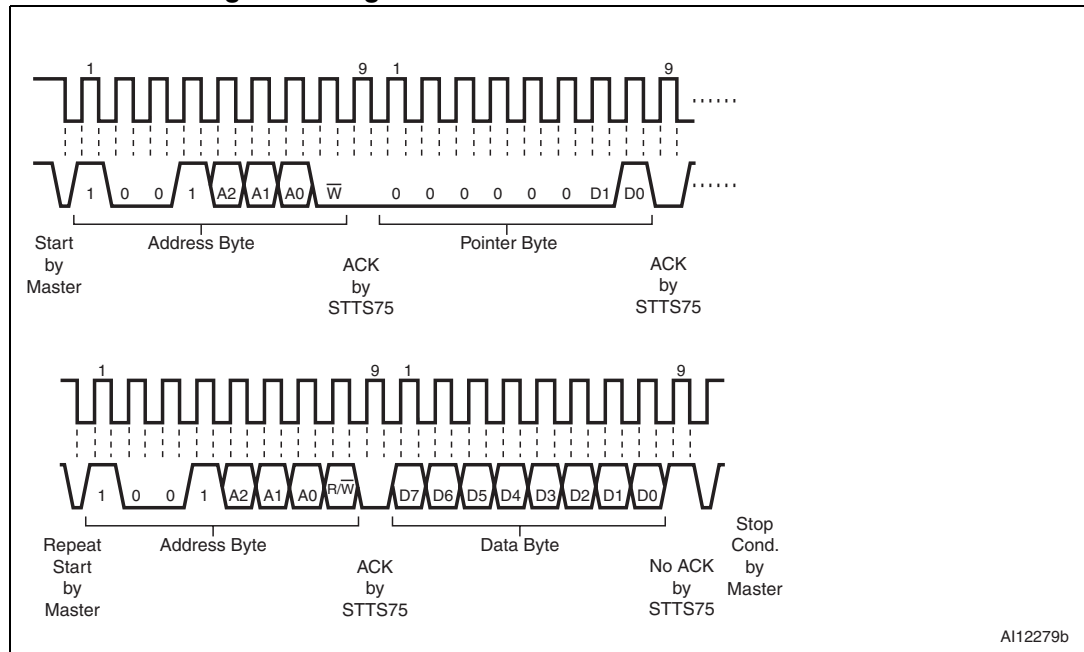 1 9 1 9
1 0 0 1 A2 A1 A0 W̅ 0 0 0 0 0 0 D1 D0
Address Byte Pointer Byte
Start
by
Master
ACK
by
STTS75
ACK
by
STTS75
1 9 1 9
1 0 0 1 A2 A1 A0 R/W̅ D7 D6 D5 D4 D3 D2 D1 D0
Address Byte Data Byte
Repeat
Start
by
Master
ACK
by
STTS75
No ACK
by
STTS75
Stop
Cond.
by
Master
AI12279b